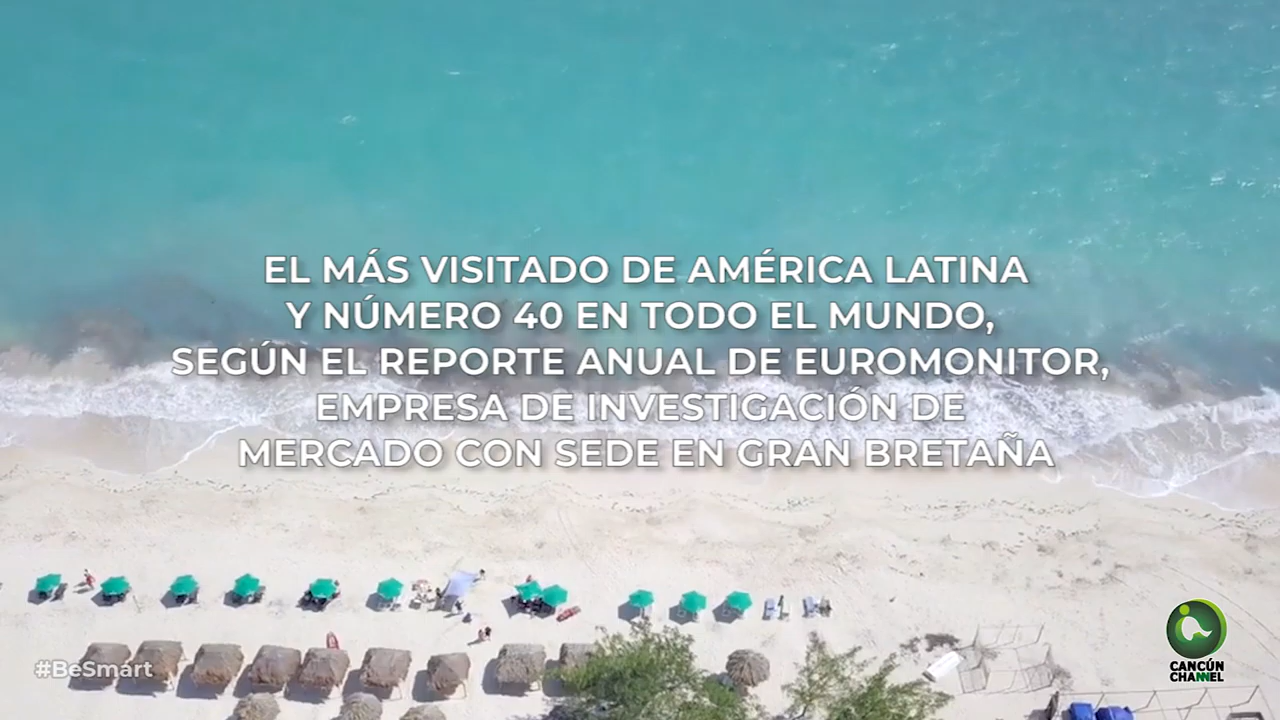 EL MÁS VISITADO DE AMÉRICA LATINA
Y NÚMERO 40 EN TODO EL MUNDO,
SEGÚN EL REPORTE ANUAL DE EUROMONITOR,
EMPRESA DE INVESTIGACIÓN DE
MERCADO CON SEDE EN GRAN BRETAÑA
#BeSmart
CANCÚN
CHANNEL